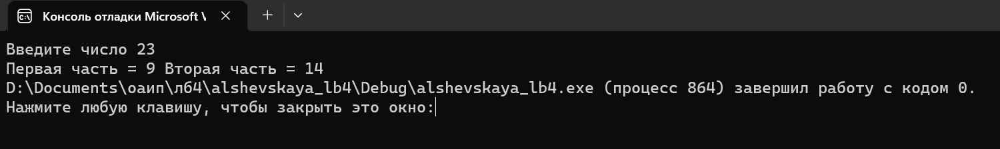 Консоль отладки Microsoft V
Введите число 23
Первая часть = 9 Вторая часть = 14
D:\Documents\оаип\лб4\alshevskaya_lb4\Debug\alshevskaya_lb4.exe (процесс 864) завершил работу с кодом 0.
Нажмите любую клавишу, чтобы закрыть это окно: